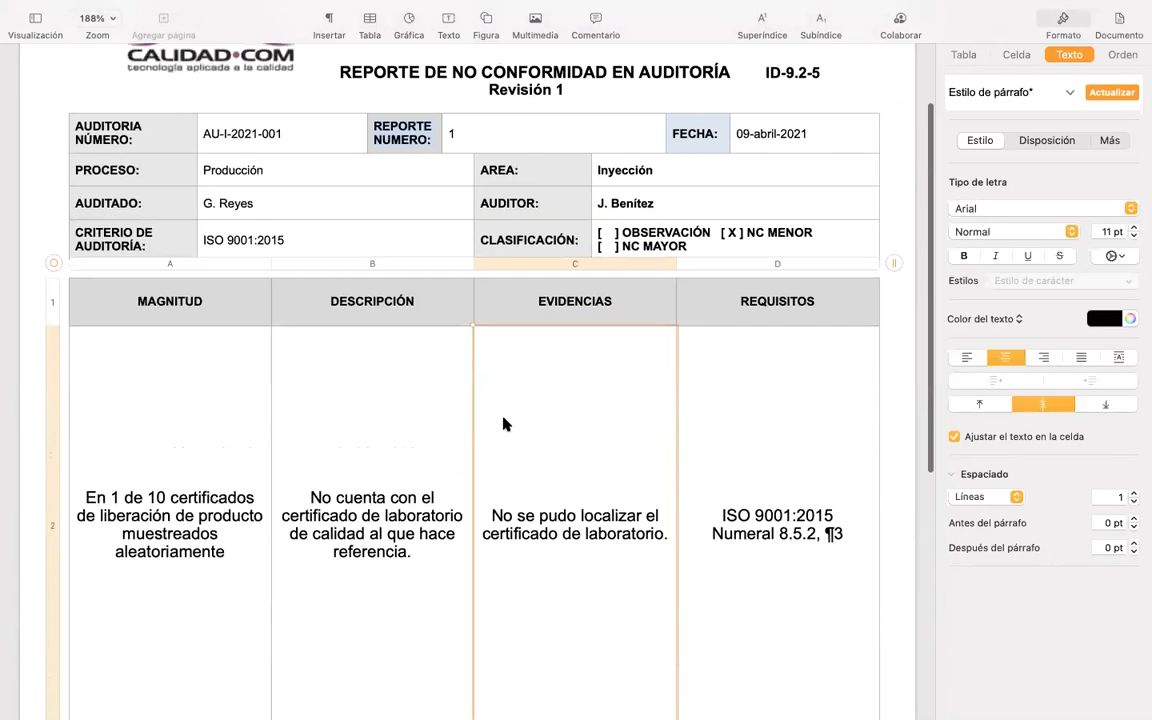 188%
Visualización Zoom Agregar página Insertar Tabla Gráfica Texto Figura Multimedia Comentario Superíndice Subíndice Colaborar Formato Documento
CALIDAD•COM
tecnología aplicada a la calidad
REPORTE DE NO CONFORMIDAD EN AUDITORÍA ID-9.2-5
Revisión 1
AUDITORIA NÚMERO: AU-I-2021-001 REPORTE NUMERO: 1 FECHA: 09-abril-2021
PROCESO: Producción AREA: Inyección
AUDITADO: G. Reyes AUDITOR: J. Benítez
CRITERIO DE AUDITORÍA: ISO 9001:2015 CLASIFICACIÓN: [ ] OBSERVACIÓN [ X ] NC MENOR
[ ] NC MAYOR
A B C D
1 MAGNITUD DESCRIPCIÓN EVIDENCIAS REQUISITOS
2
En 1 de 10 certificados
de liberación de producto
muestreados
aleatoriamente
No cuenta con el
certificado de laboratorio
de calidad al que hace
referencia.
No se pudo localizar el
certificado de laboratorio.
ISO 9001:2015
Numeral 8.5.2, ¶3
Tabla Celda Texto Orden
Estilo de párrafo* Actualizar
Estilo Disposición Más
Tipo de letra
Arial
Normal 11 pt
B I U S
Estilos Estilo de carácter
Color del texto
Ajustar el texto en la celda
Espaciado
Líneas 1
Antes del párrafo 0 pt
Después del párrafo 0 pt